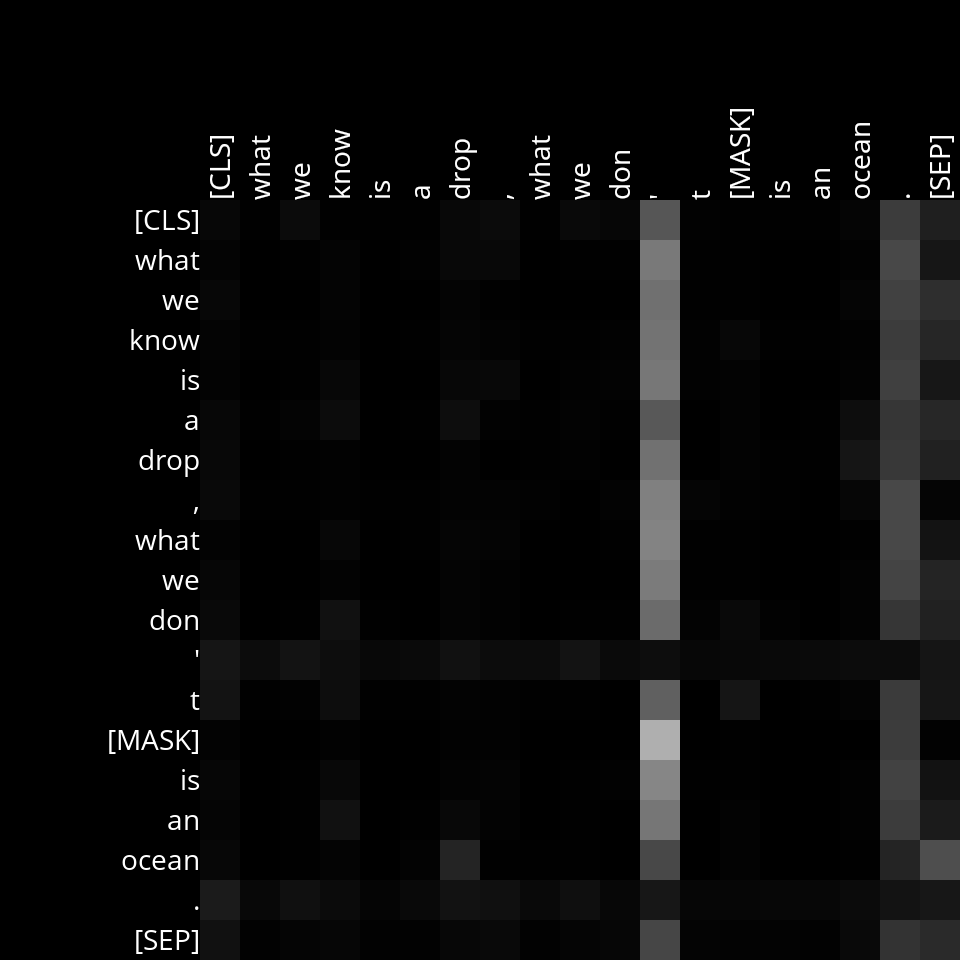 [CLS] what we know is a drop , what we don ' t [MASK] is an ocean . [SEP]
[CLS]
what
we
know
is
a
drop
,
what
we
don
'
t
[MASK]
is
an
ocean
.
[SEP]